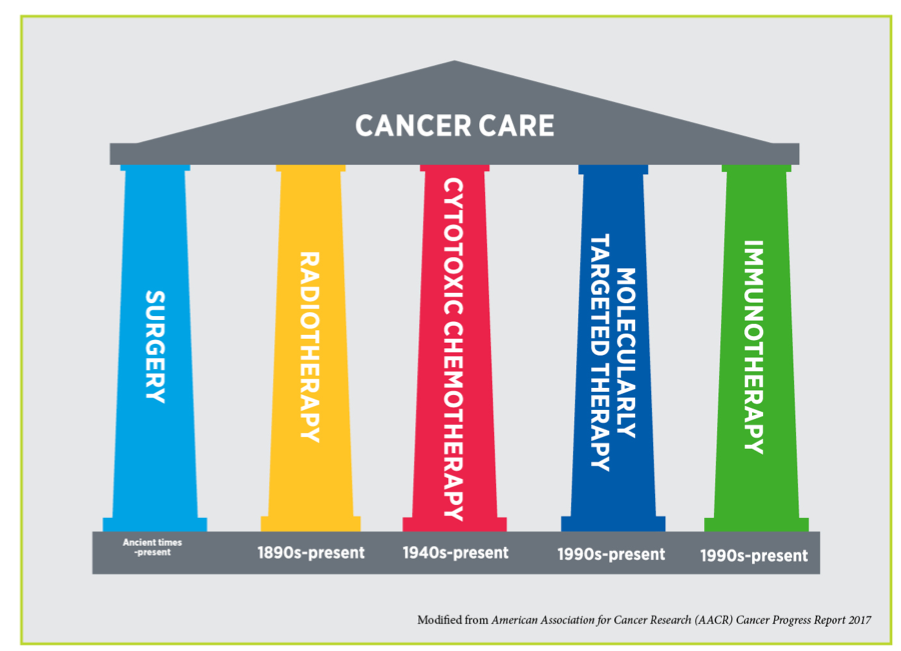 CANCER CARE
SURGERY
RADIOTHERAPY
CYTOTOXIC CHEMOTHERAPY
MOLECULARLY
TARGETED THERAPY
IMMUNOTHERAPY
Ancient times
-present
1890s-present
1940s-present
1990s-present
1990s-present
Modified from American Association for Cancer Research (AACR) Cancer Progress Report 2017